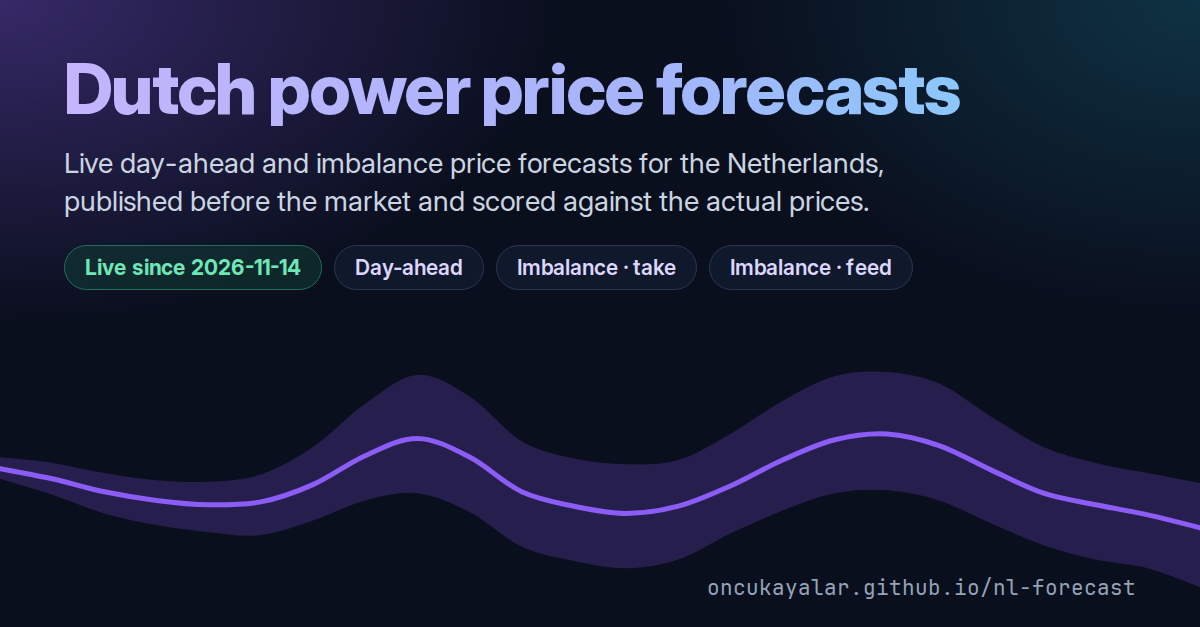 Dutch power price forecasts
Live day-ahead and imbalance price forecasts for the Netherlands,
published before the market and scored against the actual prices.
Live since 2026-11-14
Day-ahead
Imbalance · take
Imbalance · feed
oncukayalar.github.io/nl-forecast